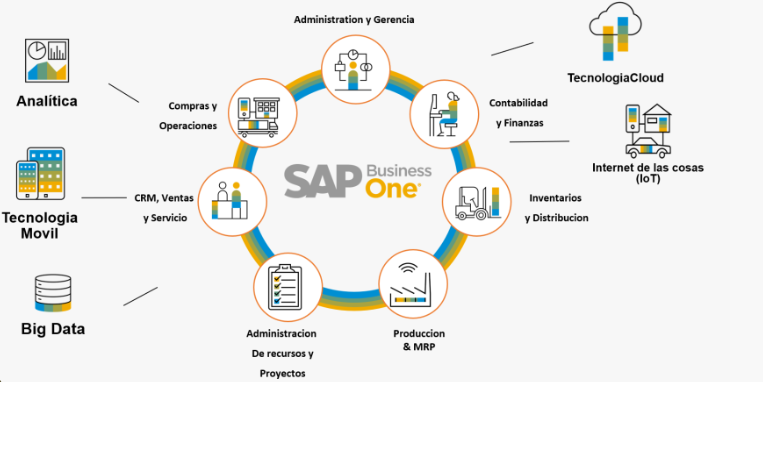 Administration y Gerencia
Analítica
TecnologiaCloud
Compras y
Operaciones
Contabilidad
y Finanzas
Internet de las cosas
(IoT)
SAP Business
One®
Tecnologia
Movil
CRM, Ventas
y Servicio
Inventarios
y Distribucion
Big Data
Administracion
De recursos y
Proyectos
Produccion
& MRP